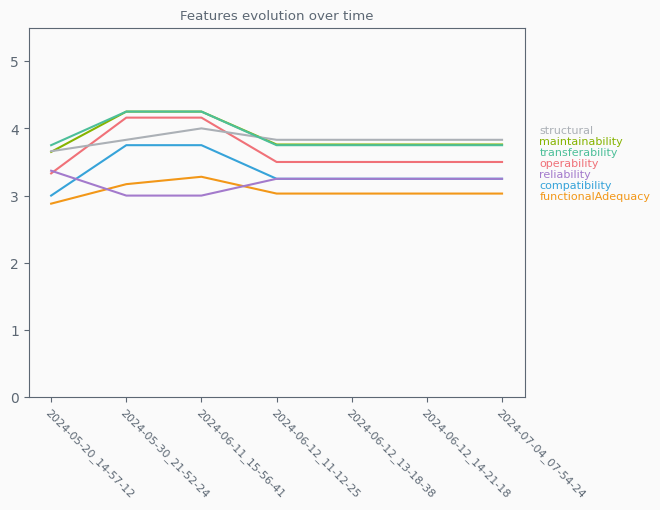 Features evolution over time
5
4
3
2
1
0
structural
maintainability
transferability
operability
reliability
compatibility
functionalAdequacy
2024-05-20_14-57-12
2024-05-30_21-52-24
2024-06-11_15-56-41
2024-06-12_11-12-25
2024-06-12_13-18-38
2024-06-12_14-21-18
2024-07-04_07-54-24